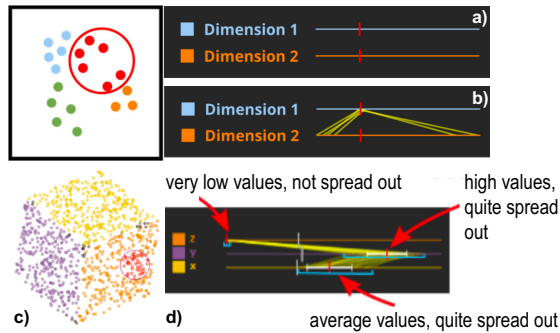 a)
Dimension 1
Dimension 2
b)
Dimension 1
Dimension 2
very low values, not spread out
high values,
quite spread
out
z
y
x
c)
d)
average values, quite spread out